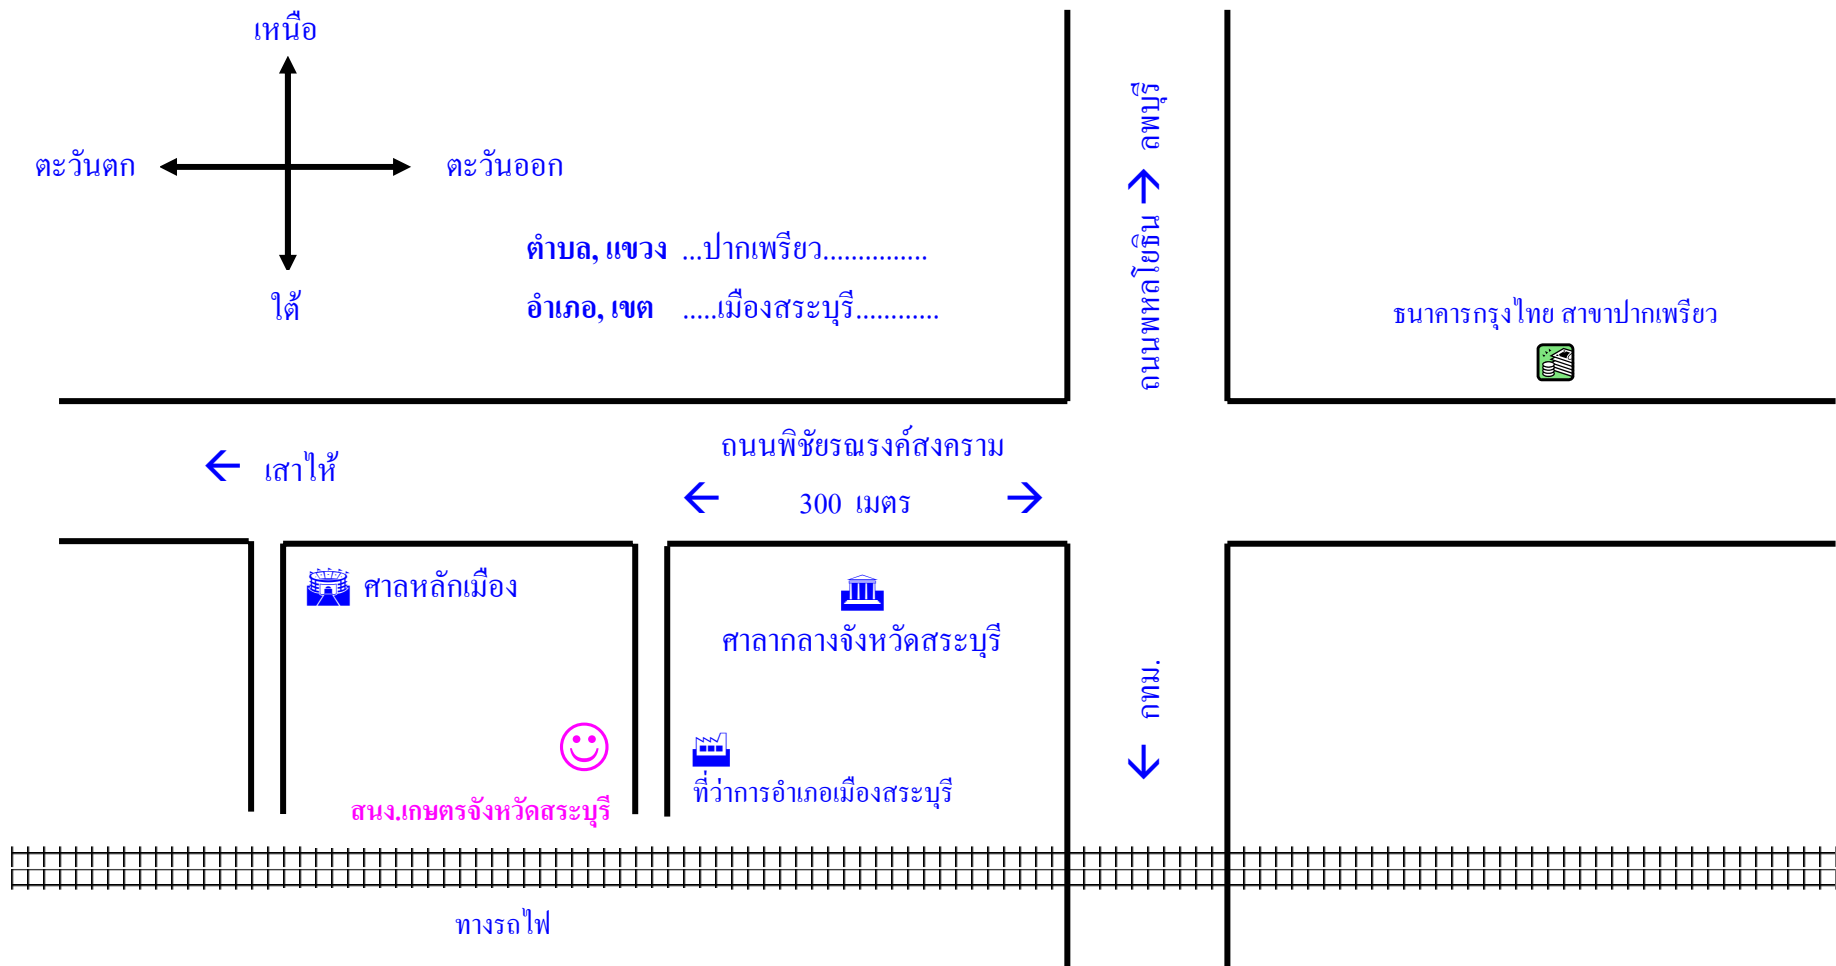 เหนือ
ตะวันตก
ตะวันออก
ใต้
ตำบล, แขวง ...ปากเพรียว...............
อำเภอ, เขต .....เมืองสระบุรี............
ถนนพหลโยธิน → ลพบุรี
ธนาคารกรุงไทย สาขาปากเพรียว
ถนนพิชัยรณรงค์สงคราม
← เสาไห้
← 300 เมตร →
ศาลหลักเมือง
ศาลากลางจังหวัดสระบุรี
← กทม.
ที่ว่าการอำเภอเมืองสระบุรี
สนง.เกษตรจังหวัดสระบุรี
ทางรถไฟ